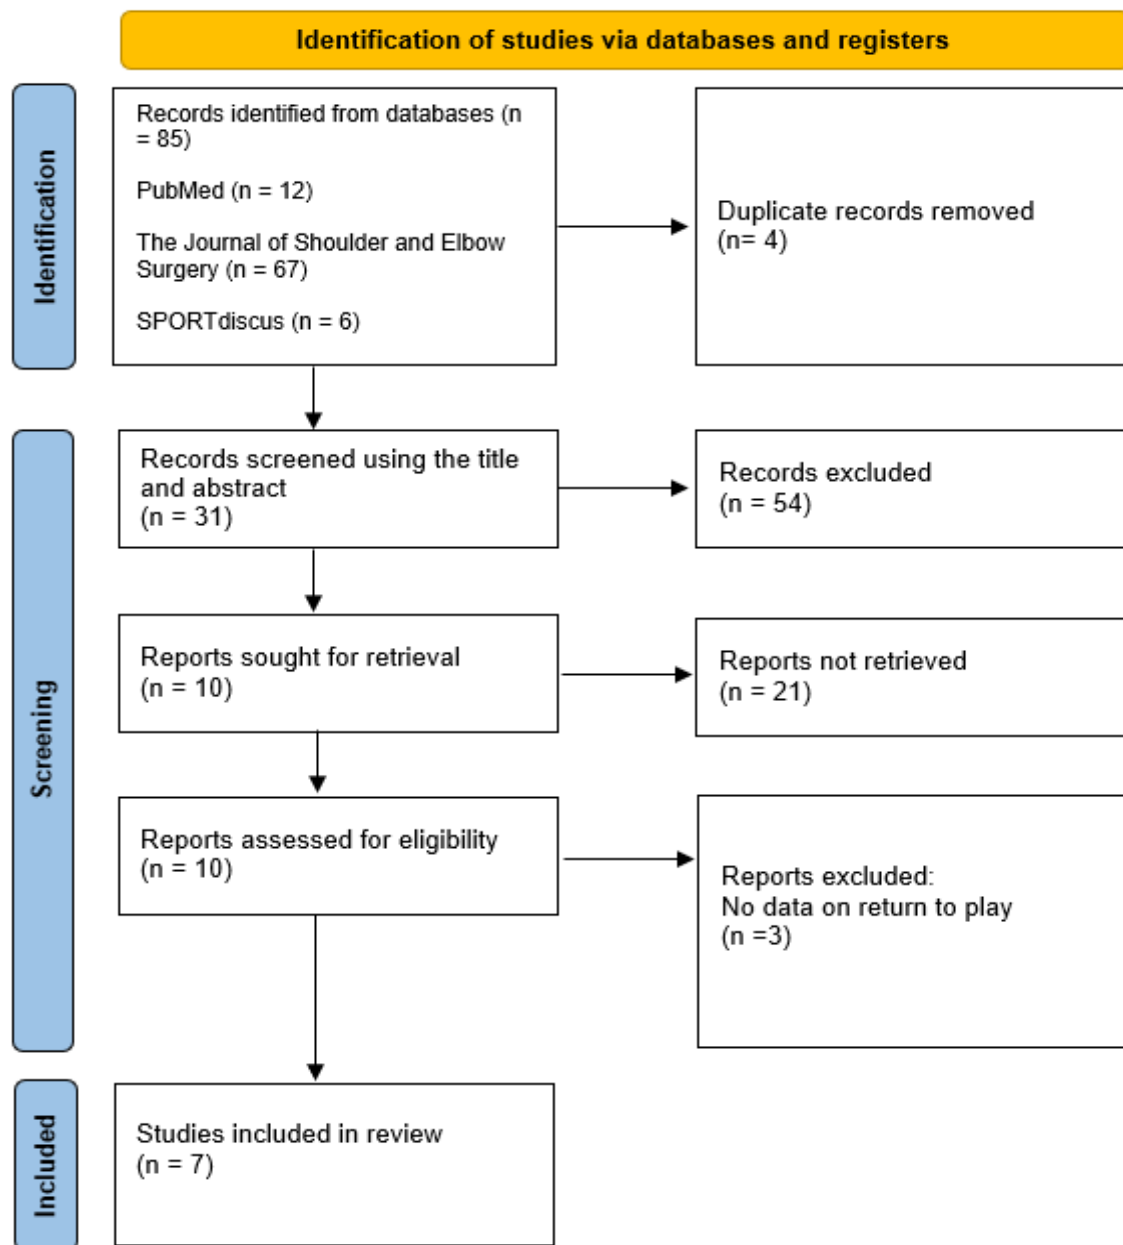 Identification of studies via databases and registers
Identification
Records identified from databases (n
= 85)
PubMed (n = 12)
The Journal of Shoulder and Elbow
Surgery (n = 67)
SPORTdiscus (n = 6)
Duplicate records removed
(n= 4)
Screening
Records screened using the title
and abstract
(n = 31)
Records excluded
(n = 54)
Reports sought for retrieval
(n = 10)
Reports not retrieved
(n = 21)
Reports assessed for eligibility
(n = 10)
Reports excluded:
No data on return to play
(n =3)
Included
Studies included in review
(n = 7)